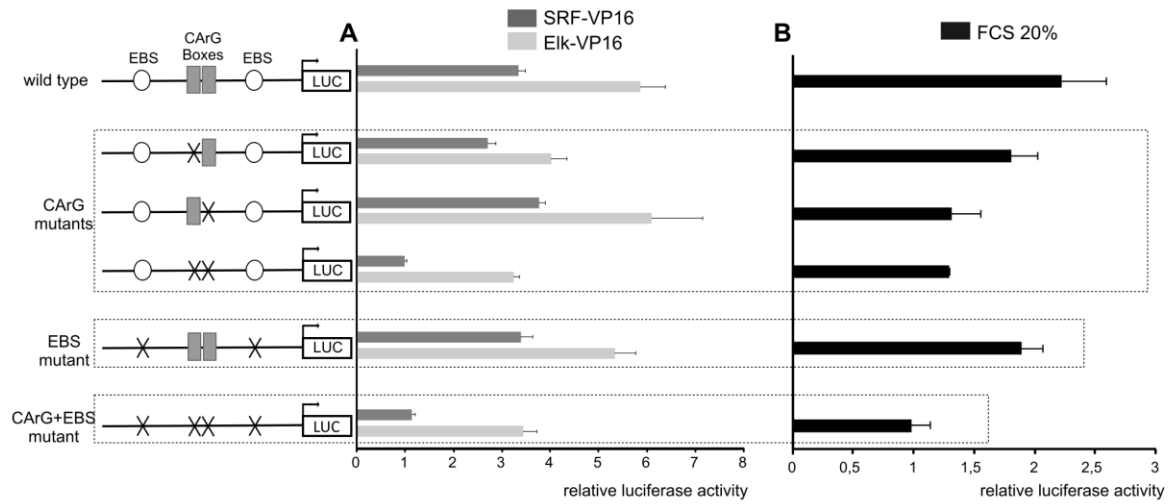 A
SRF-VP16
Elk-VP16
B
FCS 20%
CArG
Boxes
EBS
EBS
wild type
LUC
LUC
CArG
mutants
LUC
LUC
EBS
mutant
LUC
CArG+EBS
mutant
LUC
0 1 2 3 4 5 6 7 8
relative luciferase activity
0 0,5 1 1,5 2 2,5 3
relative luciferase activity